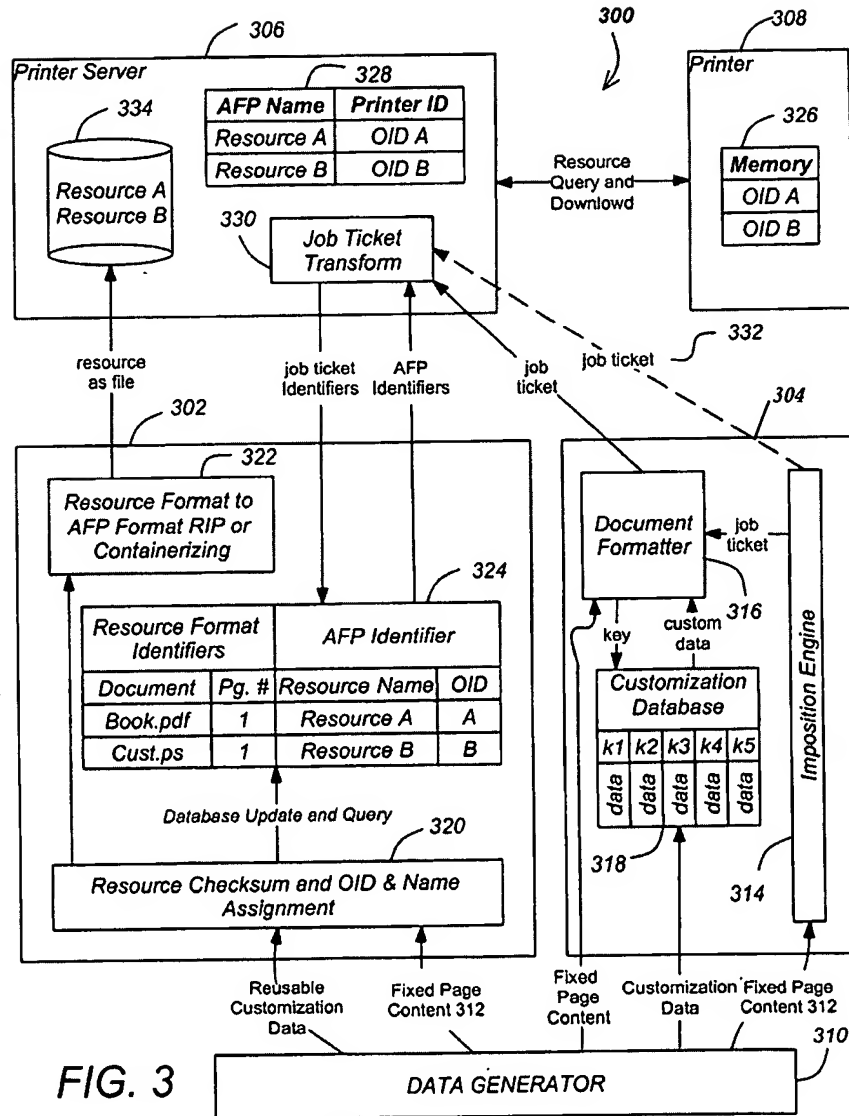 306
300
308
Printer Server
Printer
328
334
AFP Name Printer ID
Resource A OID A
Resource B OID B
326
Memory
OID A
OID B
Resource A
Resource B
Resource
Query and
Downlowd
330
Job Ticket
Transform
332
resource
as file
job ticket
Identifiers
AFP
Identifiers
job
ticket
job ticket
302
304
322
Resource Format to
AFP Format RIP or
Containerizing
Document
Formatter
job
ticket
316
324
key
custom
data
Resource Format
Identifiers
AFP Identifier
Document Pg. # Resource Name OID
Book.pdf 1 Resource A A
Cust.ps 1 Resource B B
Customization
Database
k1 k2 k3 k4 k5
data data data data data
318
Imposition Engine
314
Database Update and Query
320
Resource Checksum and OID & Name
Assignment
Reusable
Customization
Data
Fixed Page
Content 312
Fixed
Page
Content
Customization
Data
Fixed Page
Content 312
310
FIG. 3
DATA GENERATOR